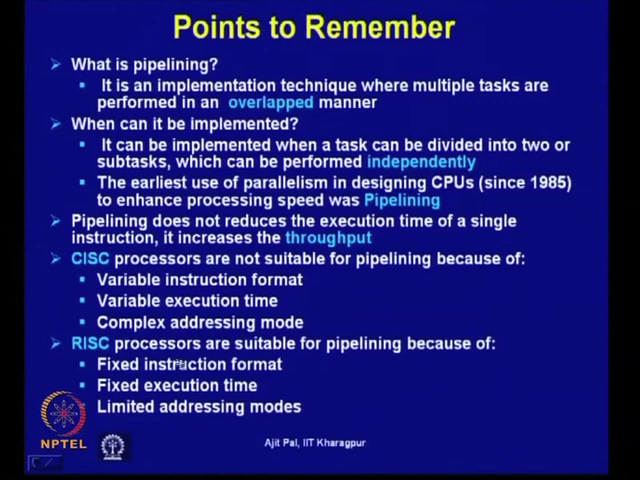 Points to Remember
What is pipelining?
It is an implementation technique where multiple tasks are
performed in an overlapped manner
When can it be implemented?
It can be implemented when a task can be divided into two or
subtasks, which can be performed independently
The earliest use of parallelism in designing CPUs (since 1985)
to enhance processing speed was Pipelining
Pipelining does not reduces the execution time of a single
instruction, it increases the throughput
CISC processors are not suitable for pipelining because of:
Variable instruction format
Variable execution time
Complex addressing mode
RISC processors are suitable for pipelining because of:
Fixed instruction format
Fixed execution time
Limited addressing modes
NPTEL
Ajit Pal, IIT Kharagpur